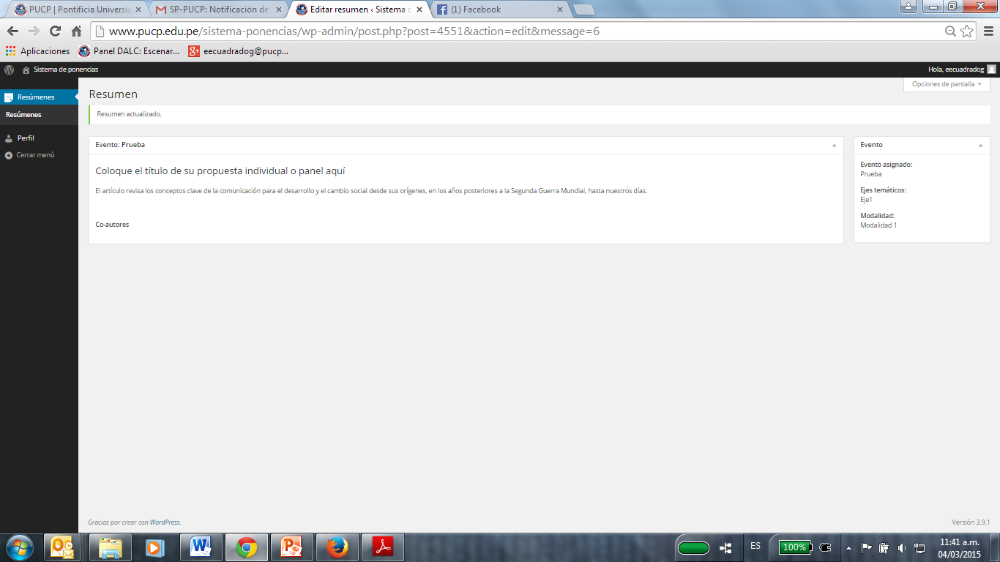 PUCP | Pontificia Universi
SP-PUCP: Notificación de
Editar resumen ‹ Sistema
(1) Facebook
www.pucp.edu.pe/sistema-ponencias/wp-admin/post.php?post=4551&action=edit&message=6
Aplicaciones
Panel DALC: Escenar...
eecuadradog@pucp...
Sistema de ponencias
Hola, eecuadradog
Opciones de pantalla
Resúmenes
Resúmenes
Perfil
Cerrar menú
Resumen
Resumen actualizado.
Evento: Prueba
Coloque el título de su propuesta individual o panel aquí
El artículo revisa los conceptos clave de la comunicación para el desarrollo y el cambio social desde sus orígenes, en los años posteriores a la Segunda Guerra Mundial, hasta nuestros días.
Co-autores
Evento
Evento asignado:
Prueba
Ejes temáticos:
Eje1
Modalidad:
Modalidad 1
Gracias por crear con WordPress.
Versión 3.9.1
ES
100%
11:41 a.m.
04/03/2015